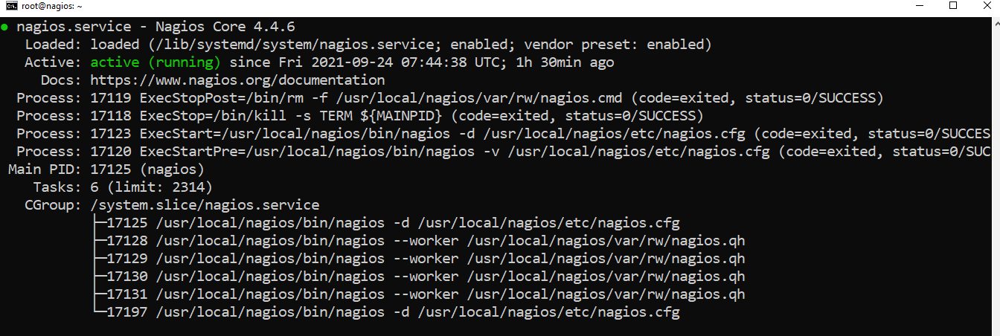 root@nagios: ~
● nagios.service - Nagios Core 4.4.6
Loaded: loaded (/lib/systemd/system/nagios.service; enabled; vendor preset: enabled)
Active: active (running) since Fri 2021-09-24 07:44:38 UTC; 1h 30min ago
Docs: https://www.nagios.org/documentation
Process: 17119 ExecStopPost=/bin/rm -f /usr/local/nagios/var/rw/nagios.cmd (code=exited, status=0/SUCCESS)
Process: 17118 ExecStop=/bin/kill -s TERM ${MAINPID} (code=exited, status=0/SUCCESS)
Process: 17123 ExecStart=/usr/local/nagios/bin/nagios -d /usr/local/nagios/etc/nagios.cfg (code=exited, status=0/SUCCES
Process: 17120 ExecStartPre=/usr/local/nagios/bin/nagios -v /usr/local/nagios/etc/nagios.cfg (code=exited, status=0/SUC
Main PID: 17125 (nagios)
Tasks: 6 (limit: 2314)
CGroup: /system.slice/nagios.service
├─17125 /usr/local/nagios/bin/nagios -d /usr/local/nagios/etc/nagios.cfg
├─17128 /usr/local/nagios/bin/nagios --worker /usr/local/nagios/var/rw/nagios.qh
├─17129 /usr/local/nagios/bin/nagios --worker /usr/local/nagios/var/rw/nagios.qh
├─17130 /usr/local/nagios/bin/nagios --worker /usr/local/nagios/var/rw/nagios.qh
├─17131 /usr/local/nagios/bin/nagios --worker /usr/local/nagios/var/rw/nagios.qh
└─17197 /usr/local/nagios/bin/nagios -d /usr/local/nagios/etc/nagios.cfg